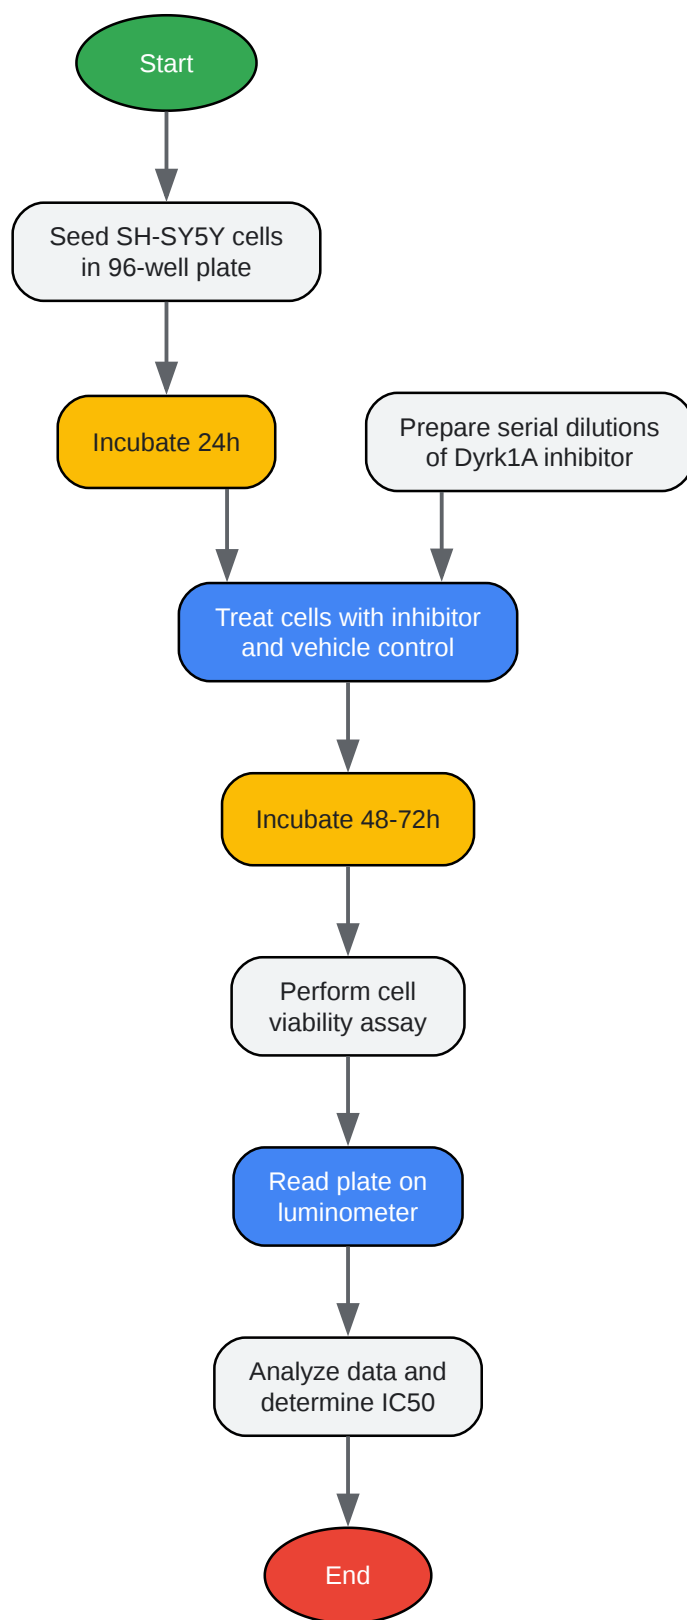 Start
Seed SH-SY5Y cells
in 96-well plate
Incubate 24h
Prepare serial dilutions
of Dyrk1A inhibitor
Treat cells with inhibitor
and vehicle control
Incubate 48-72h
Perform cell
viability assay
Read plate on
luminometer
Analyze data and
determine IC50
End